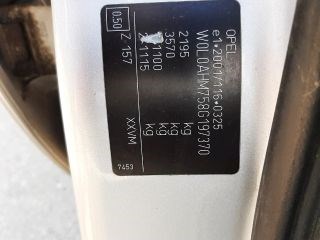 OPEL
e1*2001/116*0325
W0L0AHM758G197370
2195 kg
3570 kg
1100 kg
1115 kg
0.50 Z 157 XXVM
7453